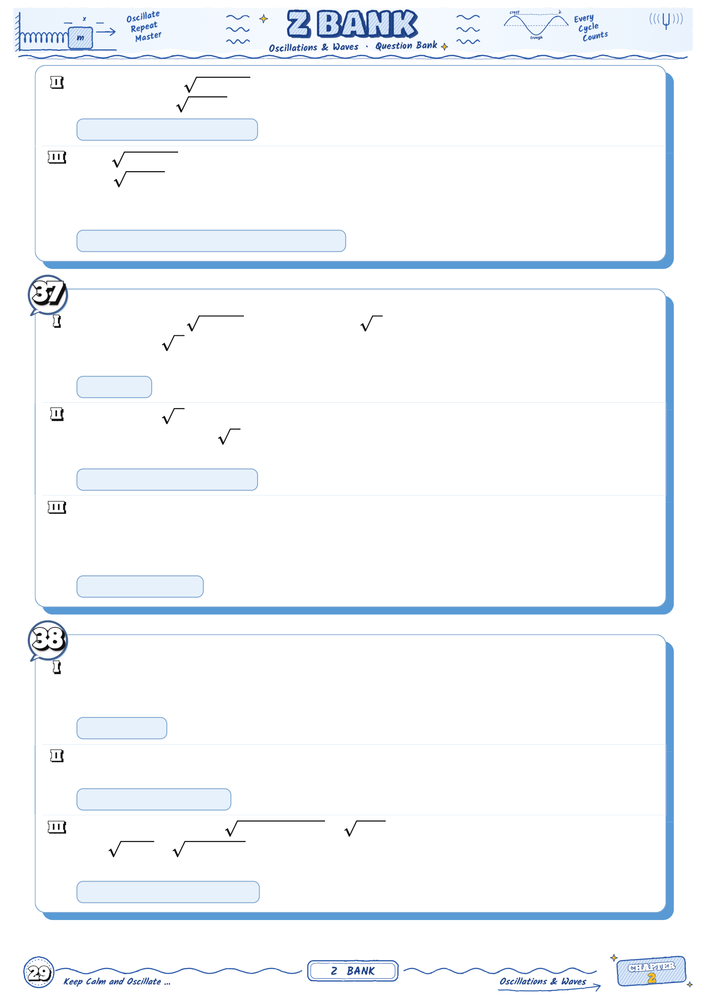 x
m
Oscillate
Repeat
Master
Z BANK
Oscillations & Waves · Question Bank
crest
λ
trough
Every
Cycle
Counts
II
√
√
III
√
√
37
I
√
√
√
II
√
√
III
38
I
II
III
√
√
√
√
29
Keep Calm and Oscillate ...
Z BANK
Oscillations & Waves
CHAPTER
2